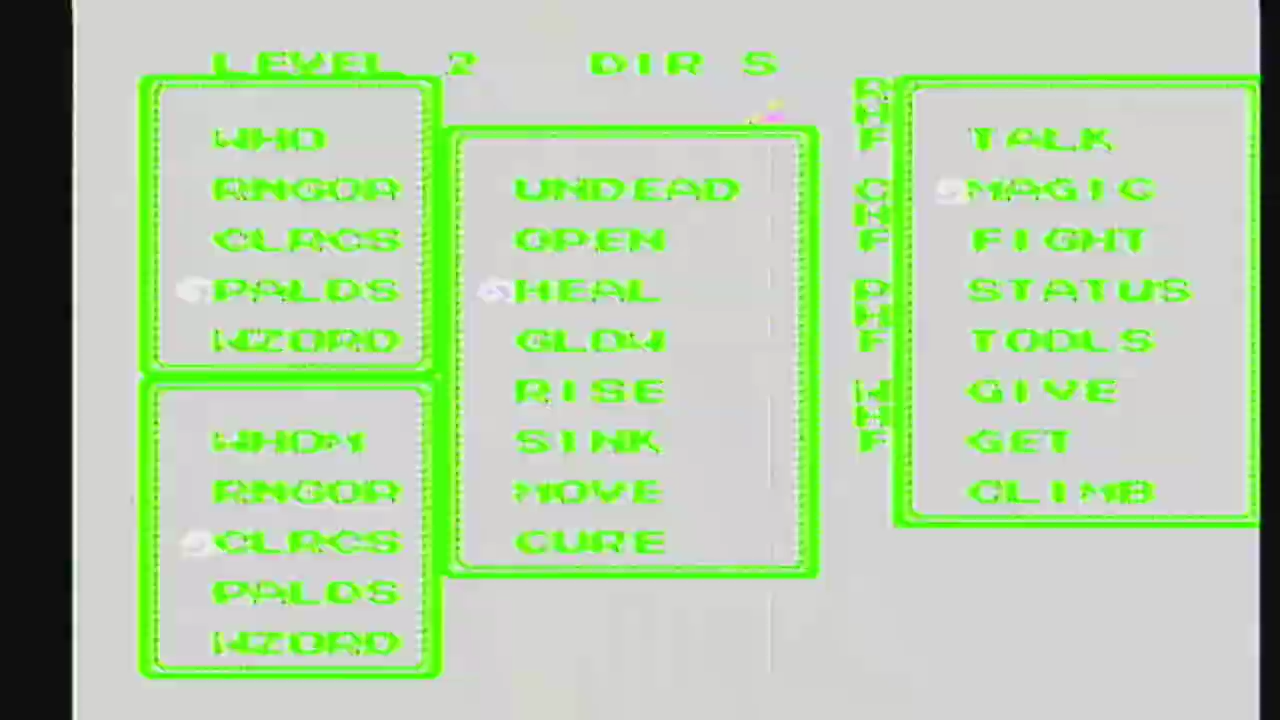 LEVEL 2 DIR S
WHO
RNGOR
CLRCS
PALDS
WZORD
WHOM
RNGOR
CLRCS
PALDS
WZORD
UNDEAD
OPEN
HEAL
GLOW
RISE
SINK
MOVE
CURE
TALK
MAGIC
FIGHT
STATUS
TOOLS
GIVE
GET
CLIMB